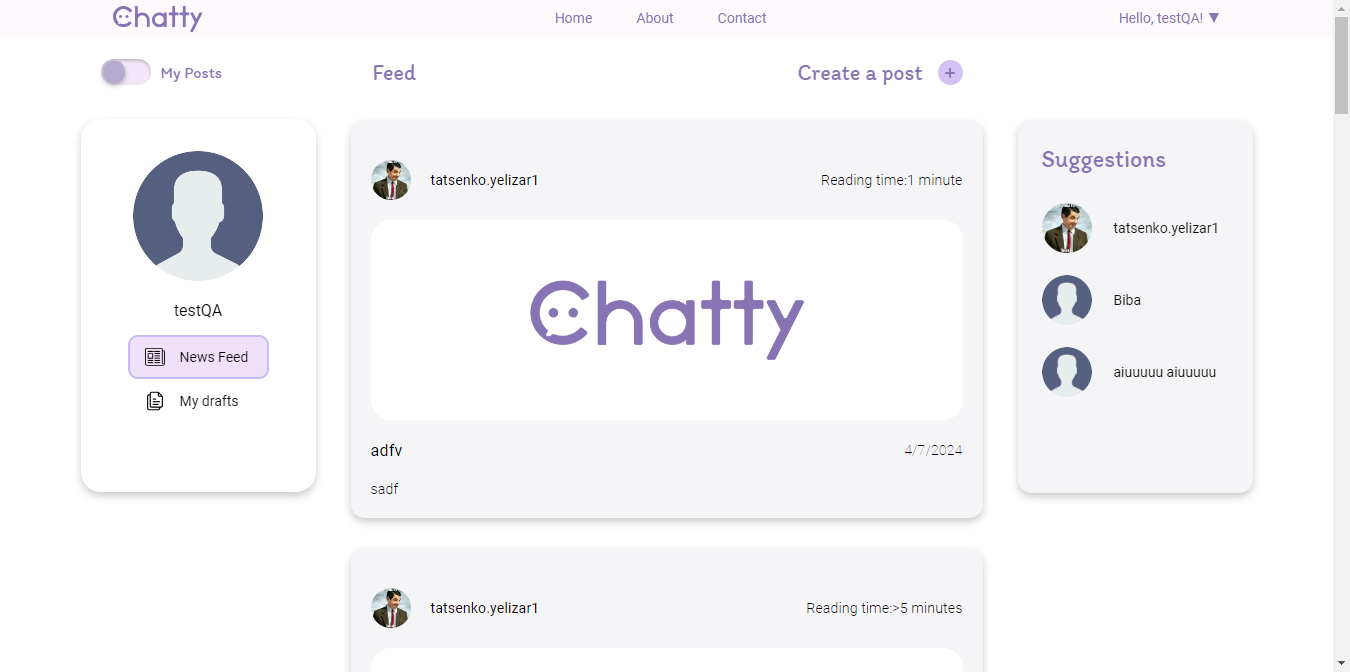 Chatty
Home
About
Contact
Hello, testQA! ▼
My Posts
Feed
Create a post +
testQA
News Feed
My drafts
tatsenko.yelizar1
Reading time:1 minute
Chatty
adfv
4/7/2024
sadf
tatsenko.yelizar1
Reading time:>5 minutes
Suggestions
tatsenko.yelizar1
Biba
aiuuuuu aiuuuuu